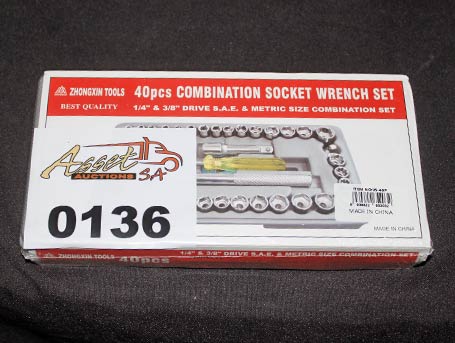 ZHONGXIN TOOLS
BEST QUALITY
40pcs COMBINATION SOCKET WRENCH SET
1/4" & 3/8" DRIVE S.A.E. & METRIC SIZE COMBINATION SET
Asset
AUCTIONS SA
0136
MADE IN CHINA
MADE IN CHINA
ZHONGXIN TOOLS
40pcs
1/4" & 3/8" DRIVE S.A.E. & METRIC SIZE COMBINATION SET